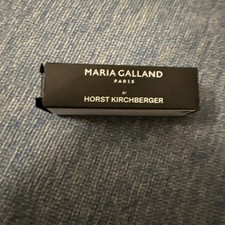 MARIA GALLAND
PARIS
BY
HORST KIRCHBERGER